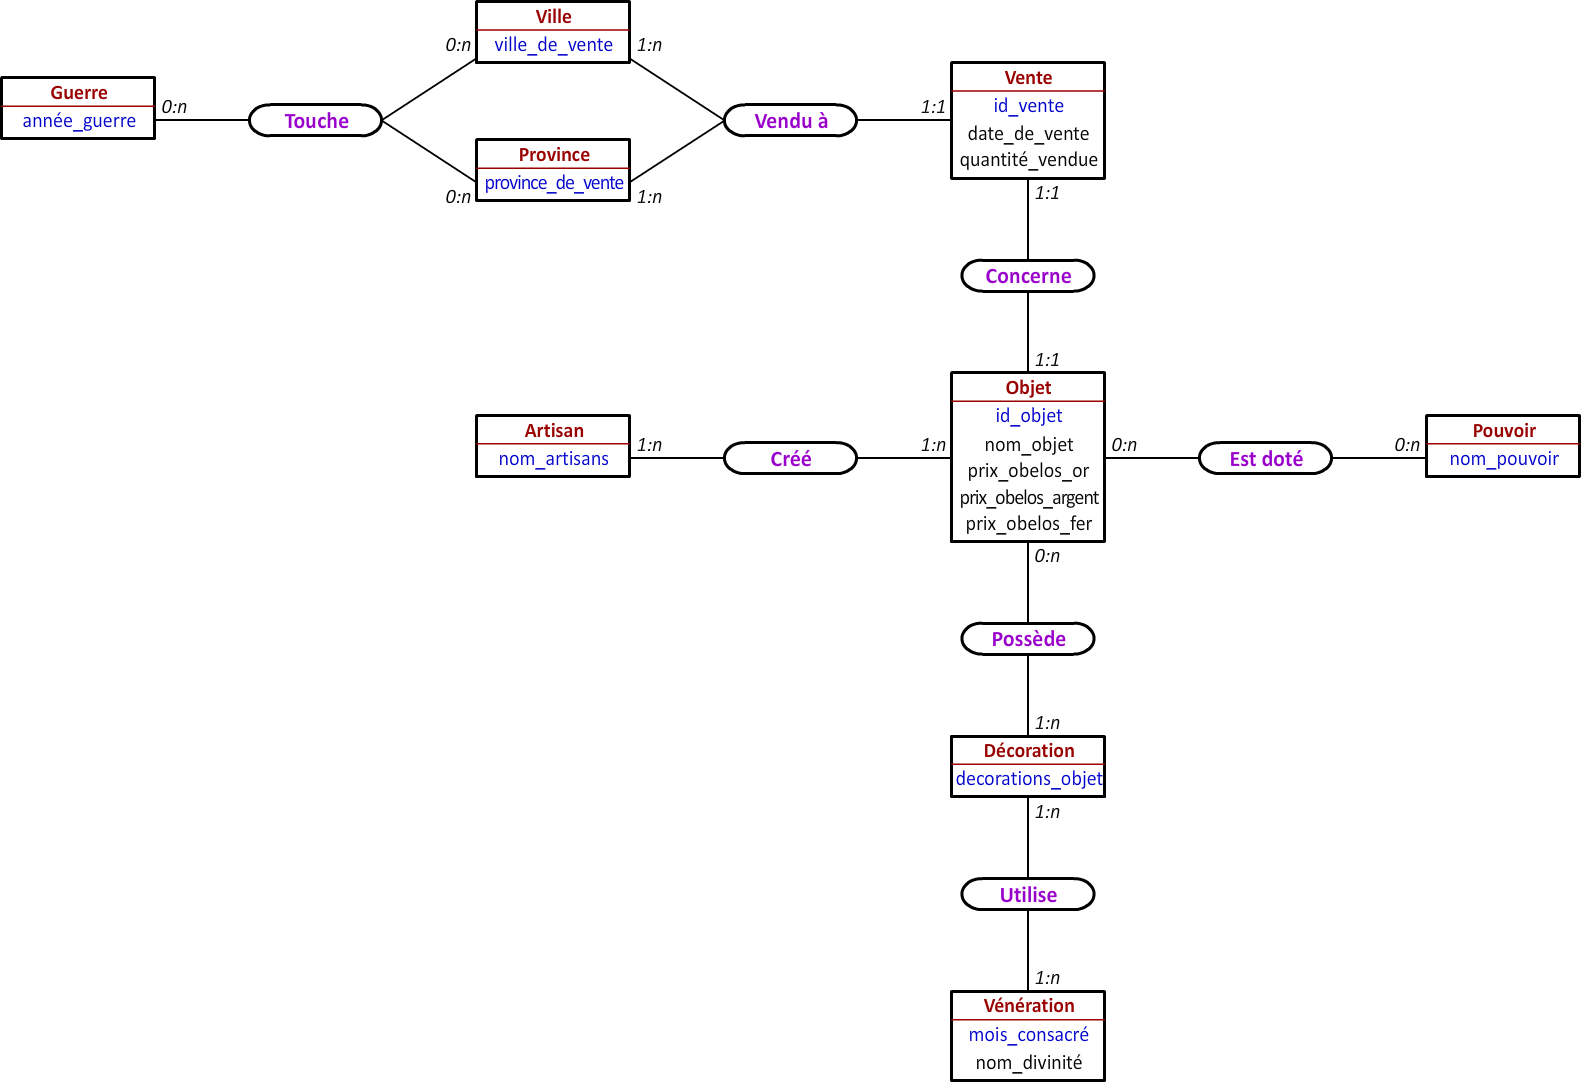 Ville
ville_de_vente
0:n
1:n
Guerre
année_guerre
0:n
Touche
Vendu à
1:1
Vente
id_vente
date_de_vente
quantité_vendue
Province
province_de_vente
0:n
1:n
1:1
Concerne
1:1
Objet
id_objet
nom_objet
prix_obelos_or
prix_obelos_argent
prix_obelos_fer
Artisan
nom_artisans
1:n
Créé
1:n
0:n
Est doté
0:n
Pouvoir
nom_pouvoir
0:n
Possède
1:n
Décoration
decorations_objet
1:n
Utilise
1:n
Vénération
mois_consacré
nom_divinité